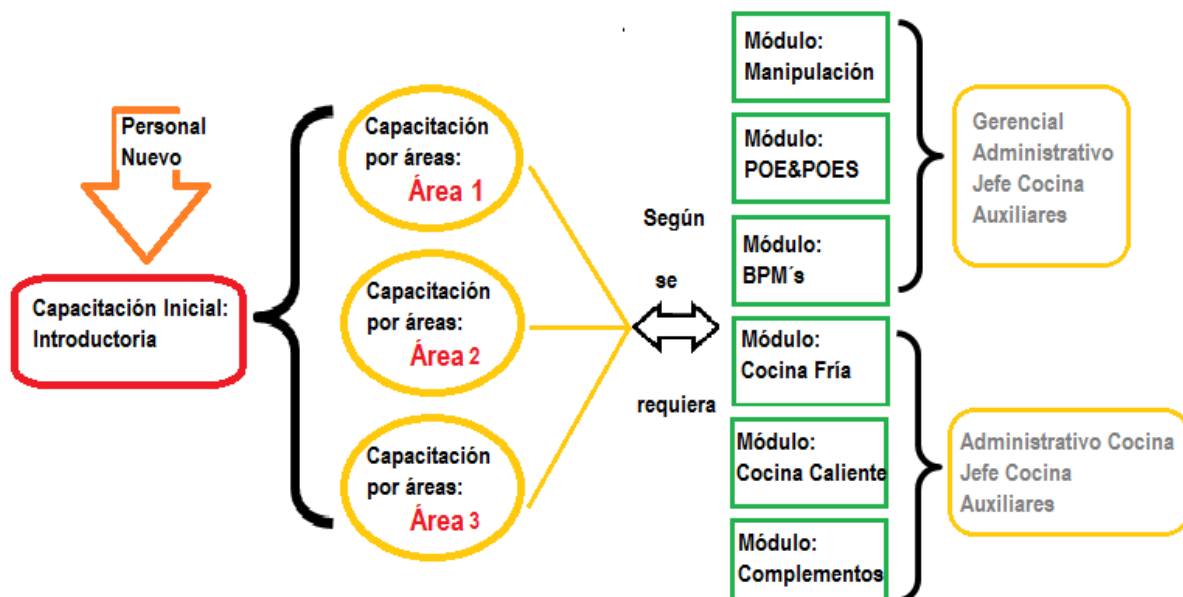 Personal
Nuevo
Capacitación Inicial:
Introductoria
Capacitación
por áreas:
Área 1
Capacitación
por áreas:
Área 2
Capacitación
por áreas:
Área 3
Según
se
requiera
Módulo:
Manipulación
Módulo:
POE&POES
Módulo:
BPM´s
Módulo:
Cocina Fría
Módulo:
Cocina Caliente
Módulo:
Complementos
Gerencial
Administrativo
Jefe Cocina
Auxiliares
Administrativo Cocina
Jefe Cocina
Auxiliares